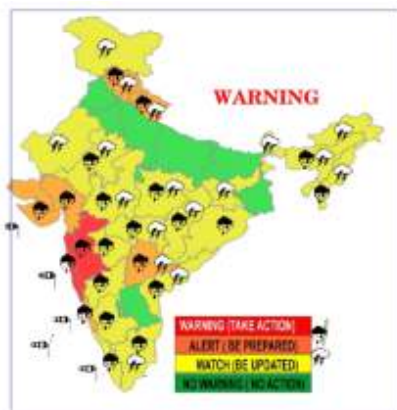 WARNING
WARNING [TAKE ACTION]
ALERT ( BE PREPARED)
WATCH (BE UPDATED)
NO WARNING ( NO ACTION)